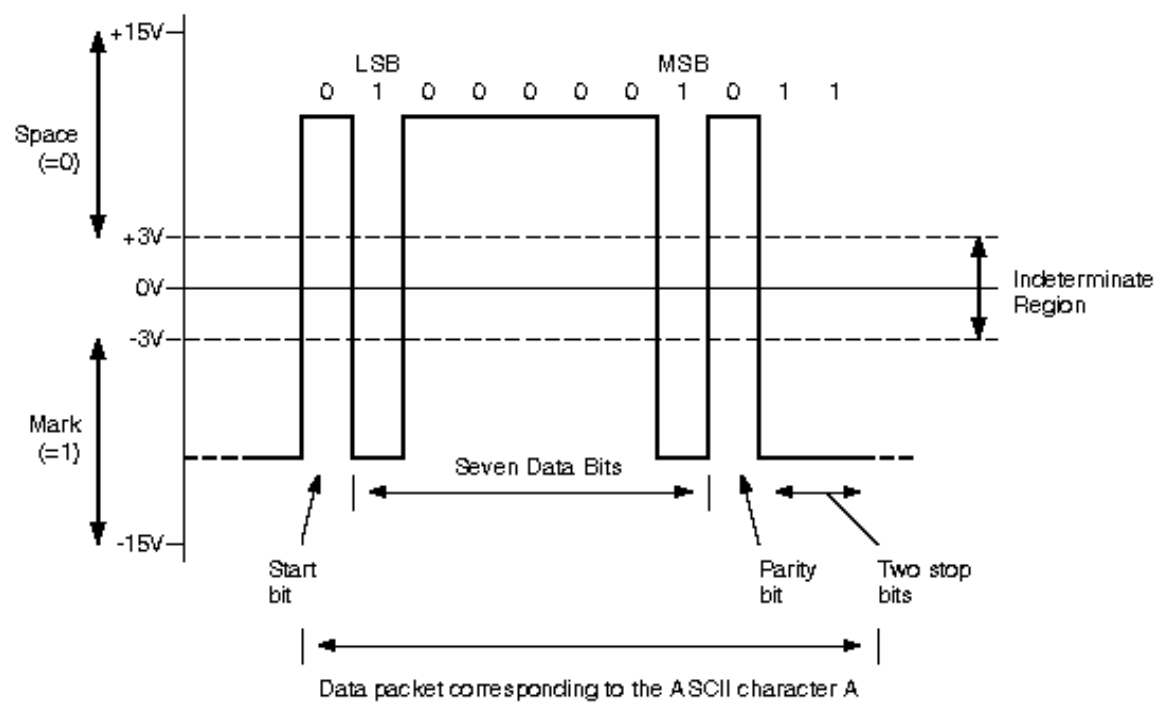 +15V
LSB MSB
0 1 0 0 0 0 0 1 0 1 1
Space
(=0)
+3V
0V
Indeterminate
Region
-3V
Mark
(=1)
Seven Data Bits
-15V
Start
bit
Parity
bit
Two stop
bits
Data packet corresponding to the ASCII character A